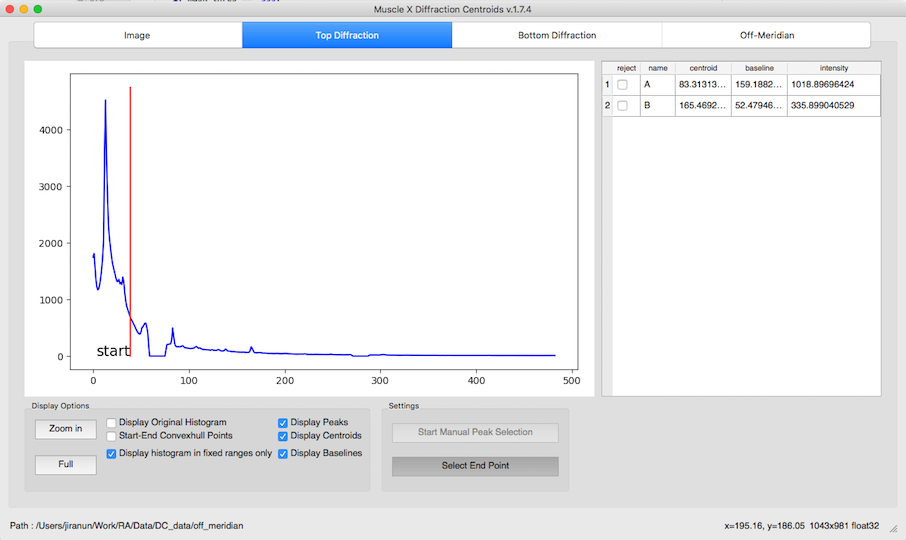 Muscle X Diffraction Centroids v.1.7.4
Image Top Diffraction Bottom Diffraction Off-Meridian
reject name centroid baseline intensity
1 A 83.31313... 159.1882... 1018.89696424
2 B 165.4692... 52.47946... 335.899040529
4000
3000
2000
1000
0
start
0 100 200 300 400 500
Display Options
Zoom in
Full
Display Original Histogram
Start-End Convexhull Points
Display histogram in fixed ranges only
Display Peaks
Display Centroids
Display Baselines
Settings
Start Manual Peak Selection
Select End Point
Path : /Users/jiranun/Work/RA/Data/DC_data/off_meridian
x=195.16, y=186.05 1043x981 float32